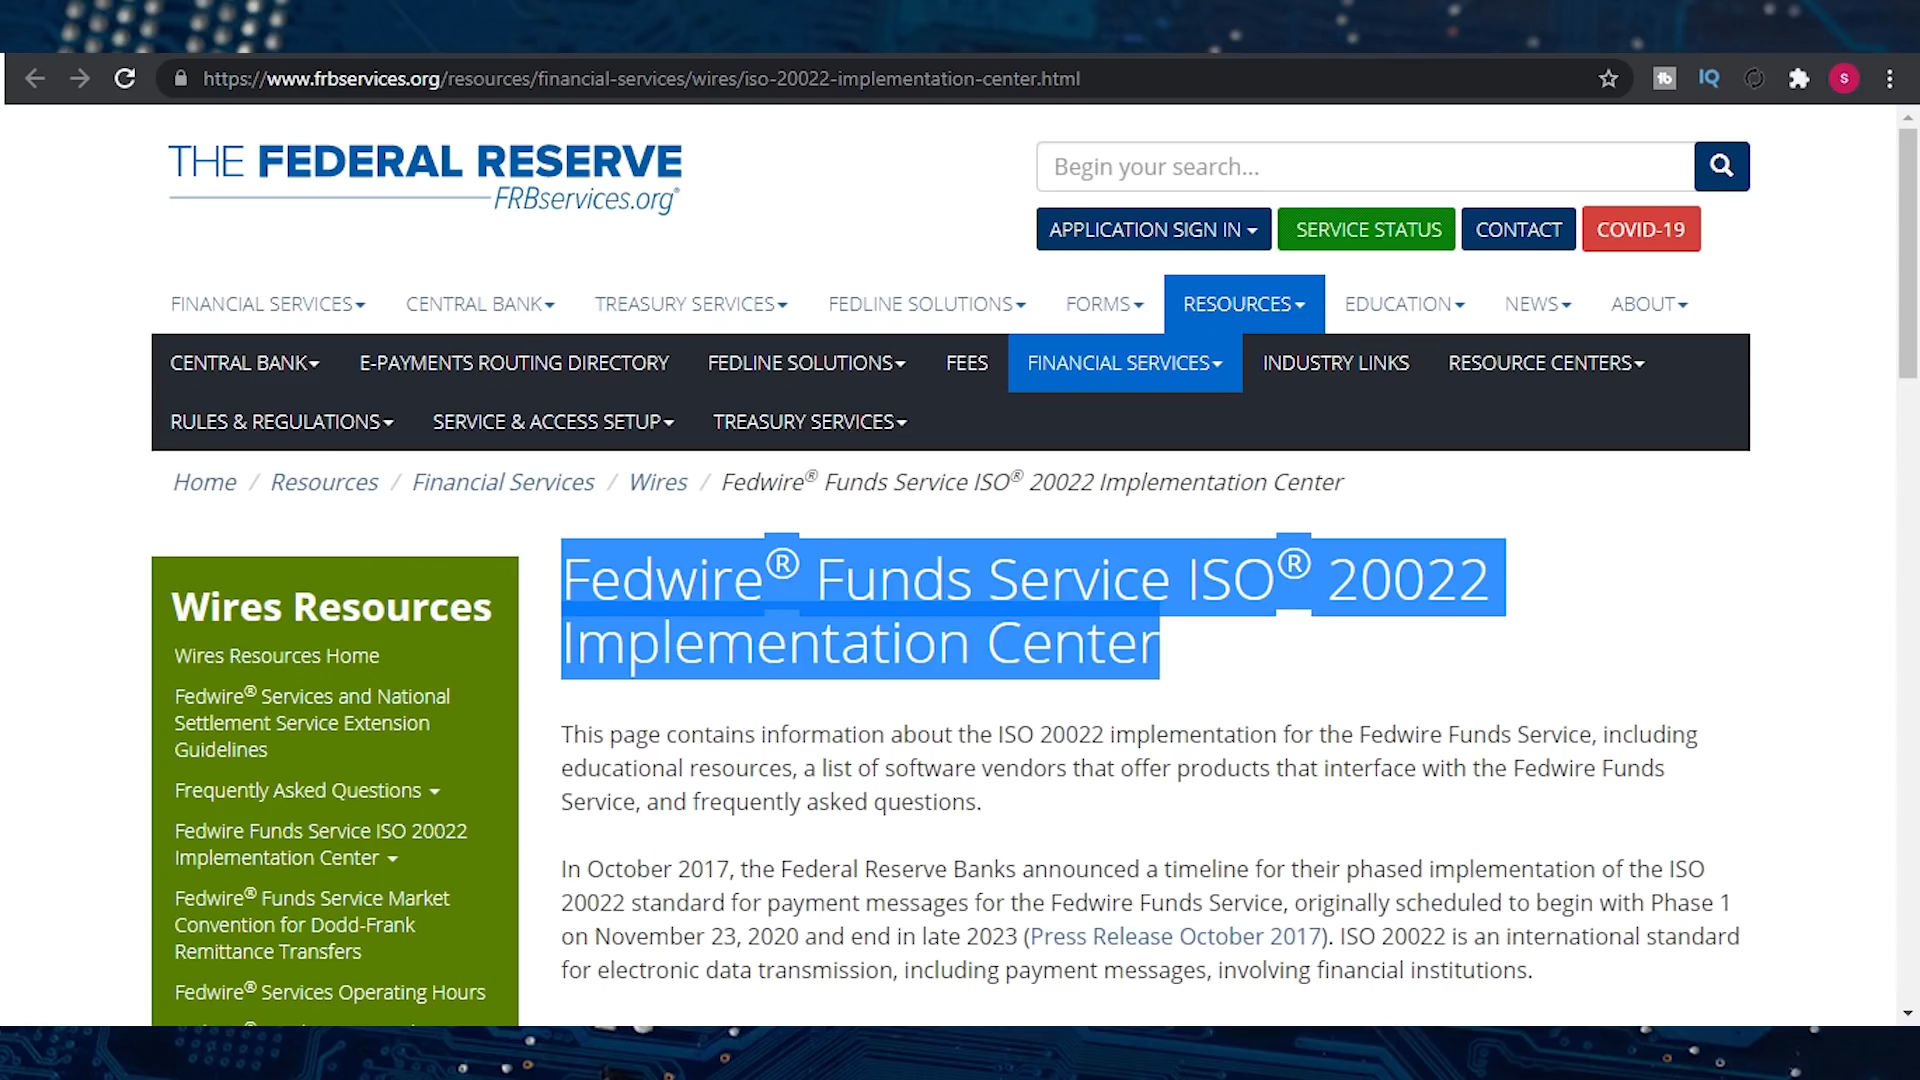 https://www.frbservices.org/resources/financial-services/wires/iso-20022-implementation-center.html
tb
IQ
s
THE FEDERAL RESERVE
FRBservices.org®
Begin your search...
APPLICATION SIGN IN
SERVICE STATUS
CONTACT
COVID-19
FINANCIAL SERVICES
CENTRAL BANK
TREASURY SERVICES
FEDLINE SOLUTIONS
FORMS
RESOURCES
EDUCATION
NEWS
ABOUT
CENTRAL BANK
E-PAYMENTS ROUTING DIRECTORY
FEDLINE SOLUTIONS
FEES
FINANCIAL SERVICES
INDUSTRY LINKS
RESOURCE CENTERS
RULES & REGULATIONS
SERVICE & ACCESS SETUP
TREASURY SERVICES
Home / Resources / Financial Services / Wires / Fedwire® Funds Service ISO® 20022 Implementation Center
Wires Resources
Wires Resources Home
Fedwire® Services and National
Settlement Service Extension
Guidelines
Frequently Asked Questions
Fedwire Funds Service ISO 20022
Implementation Center
Fedwire® Funds Service Market
Convention for Dodd-Frank
Remittance Transfers
Fedwire® Services Operating Hours
Fedwire® Funds Service ISO® 20022
Implementation Center
This page contains information about the ISO 20022 implementation for the Fedwire Funds Service, including
educational resources, a list of software vendors that offer products that interface with the Fedwire Funds
Service, and frequently asked questions.
In October 2017, the Federal Reserve Banks announced a timeline for their phased implementation of the ISO
20022 standard for payment messages for the Fedwire Funds Service, originally scheduled to begin with Phase 1
on November 23, 2020 and end in late 2023 (Press Release October 2017). ISO 20022 is an international standard
for electronic data transmission, including payment messages, involving financial institutions.